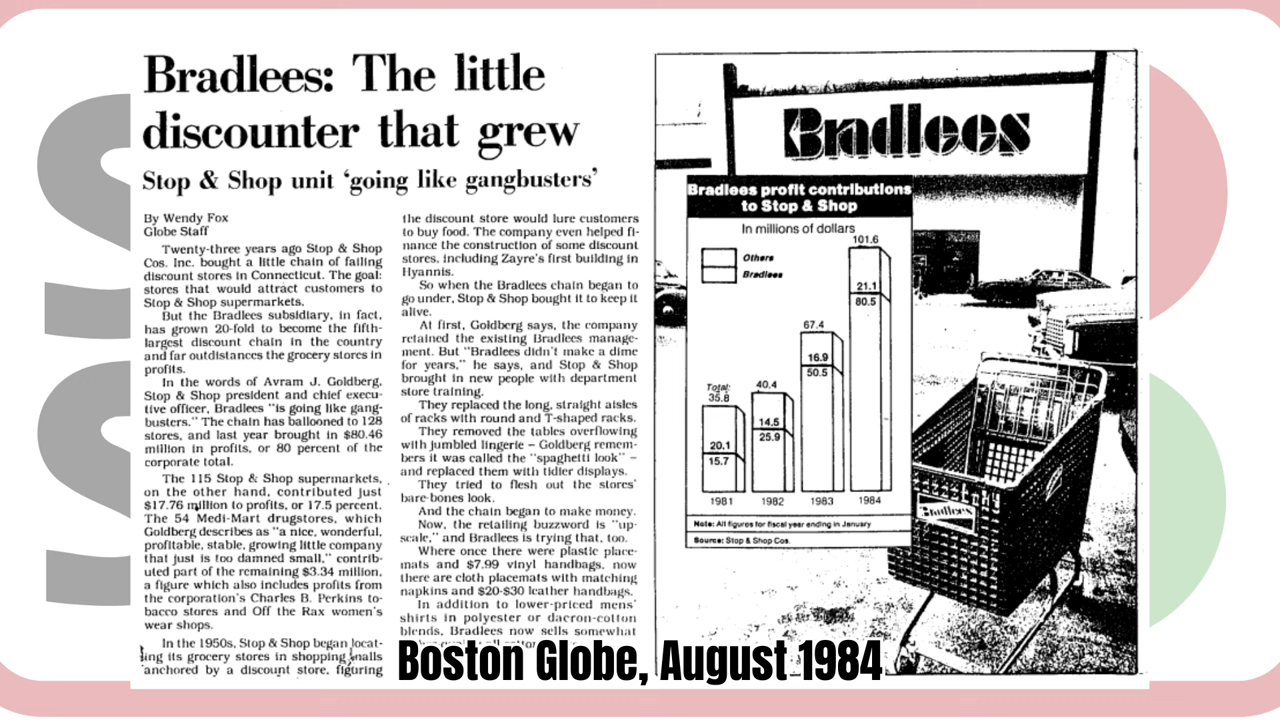 Bradlees: The little
discounter that grew
Stop & Shop unit ‘going like gangbusters’
By Wendy Fox
Globe Staff
Twenty-three years ago Stop & Shop
Cos. Inc. bought a little chain of failing
discount stores in Connecticut. The goal:
stores that would attract customers to
Stop & Shop supermarkets.
But the Bradlees subsidiary, in fact,
has grown 20-fold to become the fifth-
largest discount chain in the country
and far outdistances the grocery stores in
profits.
In the words of Avram J. Goldberg,
Stop & Shop president and chief execu-
tive officer, Bradlees "is going like gang-
busters." The chain has ballooned to 128
stores, and last year brought in $80.46
million in profits, or 80 percent of the
corporate total.
The 115 Stop & Shop supermarkets,
on the other hand, contributed just
$17.76 million to profits, or 17.5 percent.
The 54 Medi-Mart drugstores, which
Goldberg describes as "a nice, wonderful,
profitable, stable, growing little company
that just is too damned small," contrib-
uted part of the remaining $3.34 million,
a figure which also includes profits from
the corporation's Charles B. Perkins to-
bacco stores and Off the Rax women's
wear shops.
In the 1950s, Stop & Shop began locat-
ing its grocery stores in shopping malls
anchored by a discount store, figuring
the discount store would lure customers
to buy food. The company even helped fi-
nance the construction of some discount
stores, including Zayre's first building in
Hyannis.
So when the Bradlees chain began to
go under, Stop & Shop bought it to keep it
alive.
At first, Goldberg says, the company
retained the existing Bradlees manage-
ment. But "Bradlees didn't make a dime
for years," he says, and Stop & Shop
brought in new people with department
store training.
They replaced the long, straight aisles
of racks with round and T-shaped racks.
They removed the tables overflowing
with jumbled lingerie – Goldberg remem-
bers it was called the "spaghetti look" –
and replaced them with tidier displays.
They tried to flesh out the stores'
bare-bones look.
And the chain began to make money.
Now, the retailing buzzword is "up-
scale," and Bradlees is trying that, too.
Where once there were plastic place-
mats and $7.99 vinyl handbags, now
there are cloth placemats with matching
napkins and $20-$30 leather handbags.
In addition to lower-priced mens'
shirts in polyester or dacron-cotton
blends, Bradlees now sells somewhat
Bradlees
Bradlees profit contributions
to Stop & Shop
In millions of dollars
Others
Bradlees
Total:
35.8
20.1
15.7
1981
40.4
14.5
25.9
1982
67.4
16.9
50.5
1983
101.6
21.1
80.5
1984
Note: All figures for fiscal year ending in January
Source: Stop & Shop Cos.
Bradlees
Boston Globe, August 1984